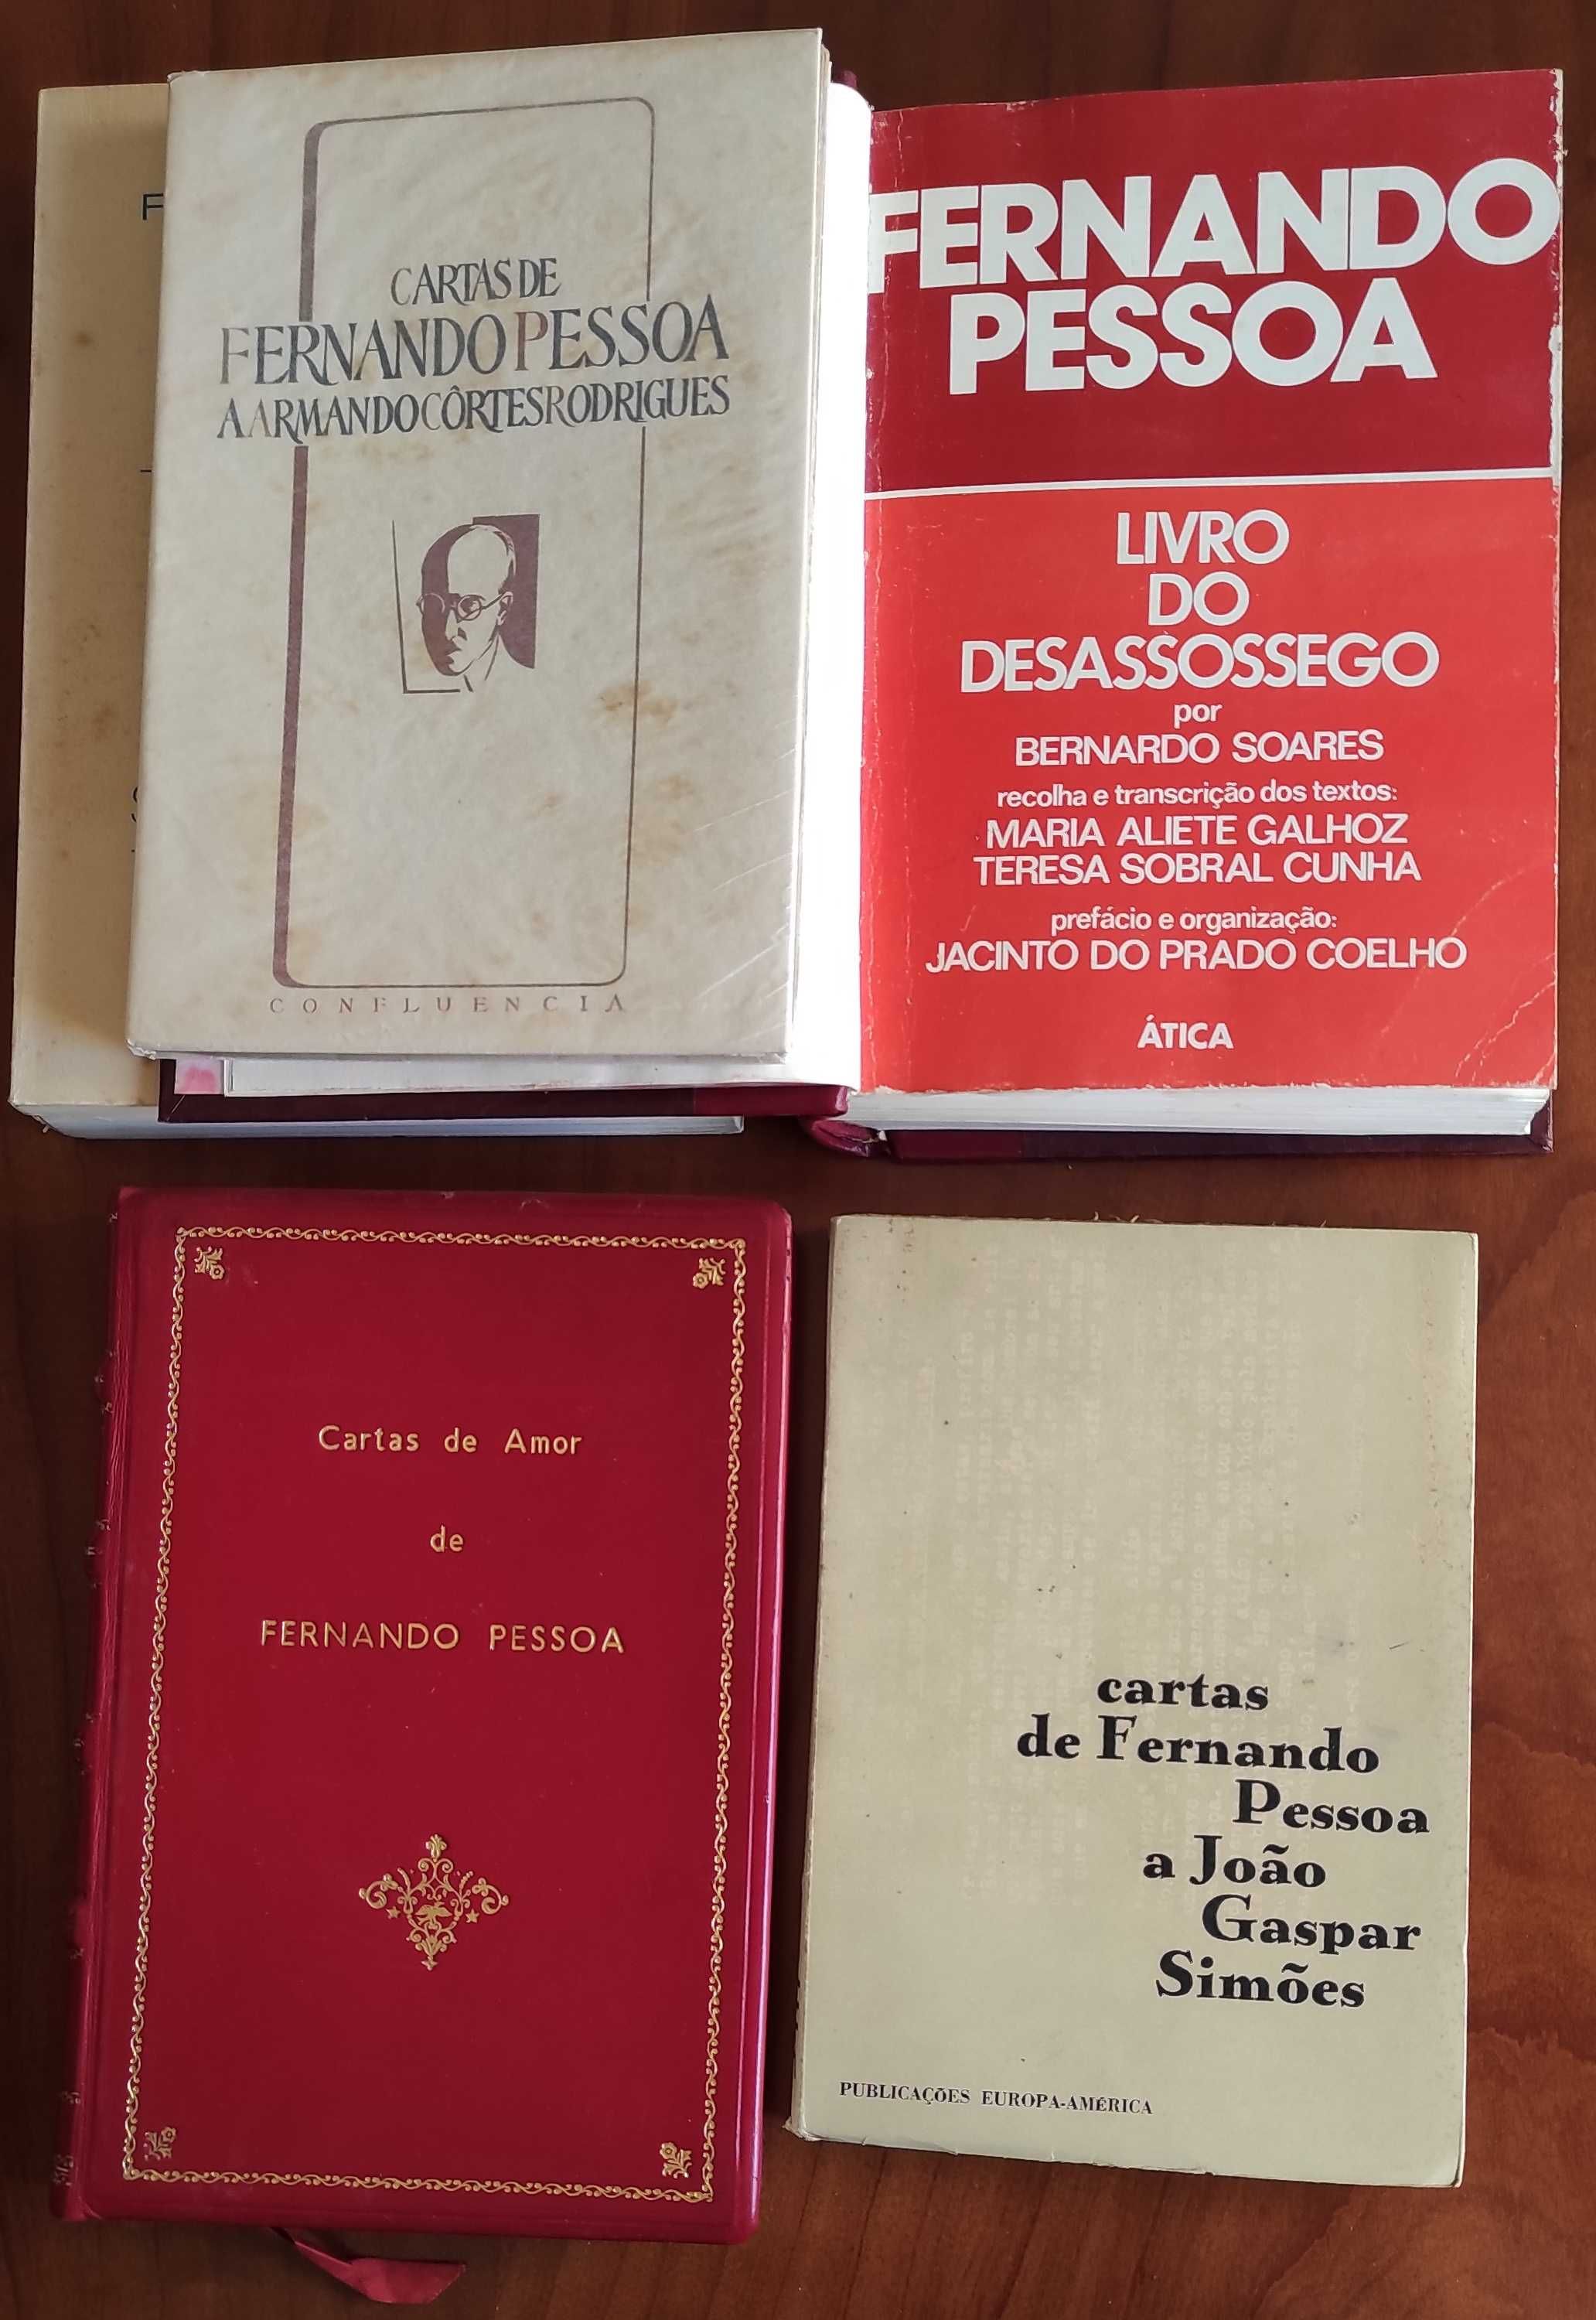 CARTAS DE
FERNANDO PESSOA
A ARMANDO CÔRTES RODRIGUES
CONFLUENCIA
FERNANDO
PESSOA
LIVRO
DO
DESASSOSSEGO
por
BERNARDO SOARES
recolha e transcrição dos textos:
MARIA ALIETE GALHOZ
TERESA SOBRAL CUNHA
prefácio e organização:
JACINTO DO PRADO COELHO
ÁTICA
Cartas de Amor
de
FERNANDO PESSOA
cartas
de Fernando
Pessoa
a João
Gaspar
Simões
PUBLICAÇÕES EUROPA-AMÉRICA